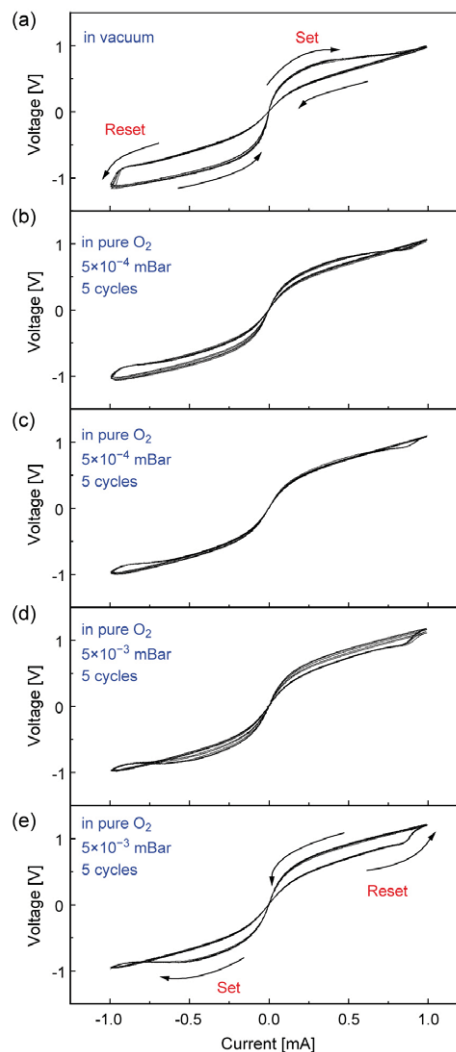 (a)
in vacuum
Set
Reset
1
0
-1
Voltage [V]
(b)
in pure O₂
5×10⁻⁴ mBar
5 cycles
1
0
-1
Voltage [V]
(c)
in pure O₂
5×10⁻⁴ mBar
5 cycles
1
0
-1
Voltage [V]
(d)
in pure O₂
5×10⁻³ mBar
5 cycles
1
0
-1
Voltage [V]
(e)
in pure O₂
5×10⁻³ mBar
5 cycles
Reset
Set
1
0
-1
Voltage [V]
-1.0 -0.5 0.0 0.5 1.0
Current [mA]